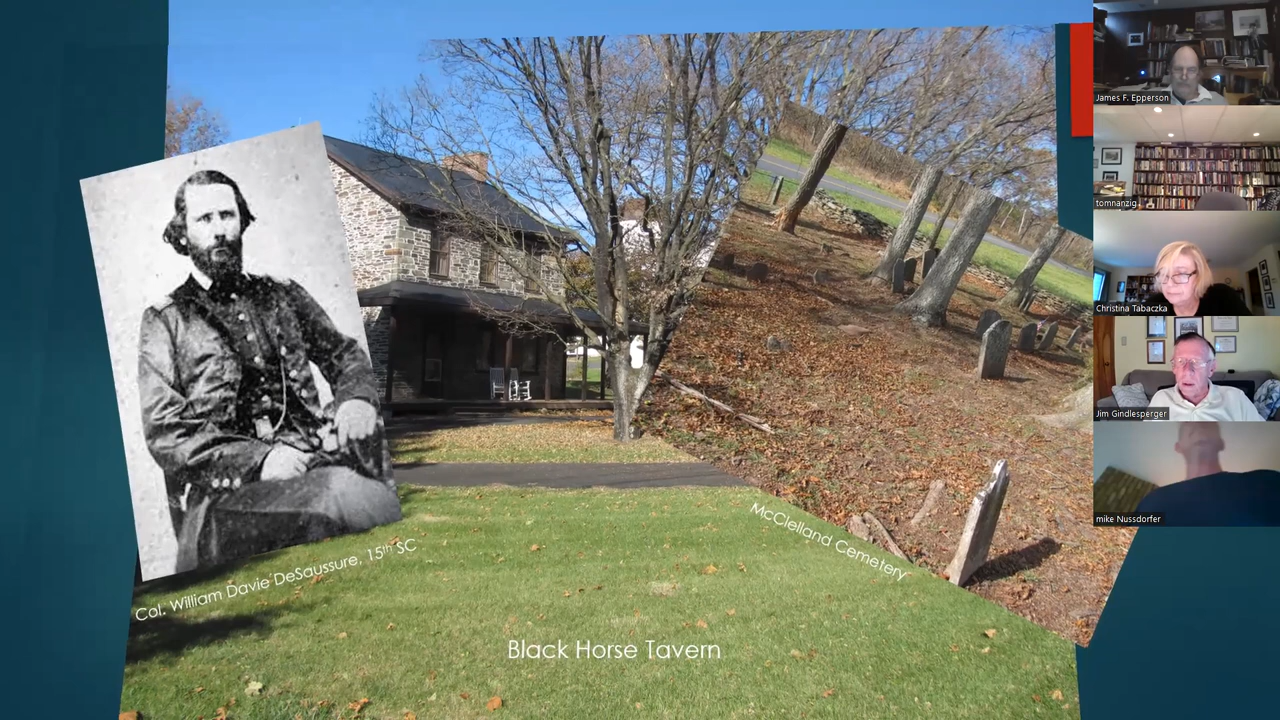 Col. William Davie DeSaussure, 15th SC
McClelland Cemetery
Black Horse Tavern
James F. Epperson
tomnanzig
Christina Tabaczka
Jim Gindlesperger
mike Nussdorfer